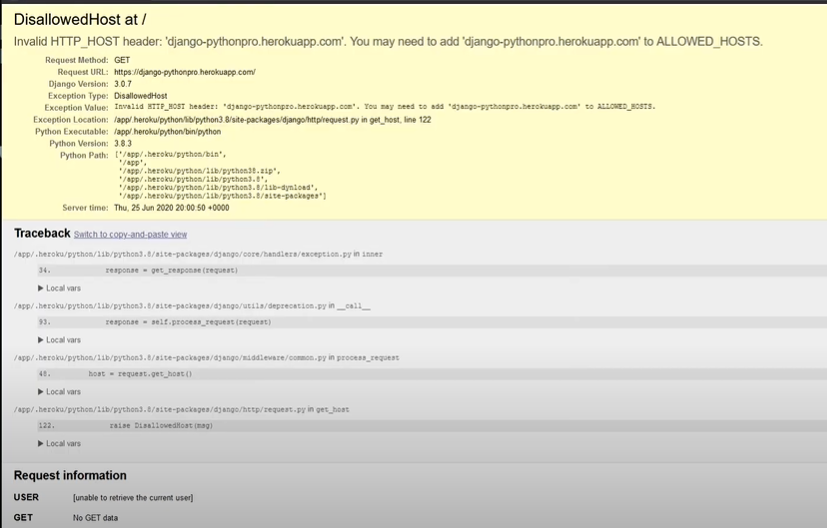 DisallowedHost at /
Invalid HTTP_HOST header: 'django-pythonpro.herokuapp.com'. You may need to add 'django-pythonpro.herokuapp.com' to ALLOWED_HOSTS.
Request Method: GET
Request URL: https://django-pythonpro.herokuapp.com/
Django Version: 3.0.7
Exception Type: DisallowedHost
Exception Value: Invalid HTTP_HOST header: 'django-pythonpro.herokuapp.com'. You may need to add 'django-pythonpro.herokuapp.com' to ALLOWED_HOSTS.
Exception Location: /app/.heroku/python/lib/python3.8/site-packages/django/http/request.py in get_host, line 122
Python Executable: /app/.heroku/python/bin/python
Python Version: 3.8.3
Python Path: ['/app/.heroku/python/bin',
'/app',
'/app/.heroku/python/lib/python38.zip',
'/app/.heroku/python/lib/python3.8',
'/app/.heroku/python/lib/python3.8/lib-dynload',
'/app/.heroku/python/lib/python3.8/site-packages']
Server time: Thu, 25 Jun 2020 20:00:50 +0000
Traceback Switch to copy-and-paste view
/app/.heroku/python/lib/python3.8/site-packages/django/core/handlers/exception.py in inner
34. response = get_response(request)
▶ Local vars
/app/.heroku/python/lib/python3.8/site-packages/django/utils/deprecation.py in __call__
93. response = self.process_request(request)
▶ Local vars
/app/.heroku/python/lib/python3.8/site-packages/django/middleware/common.py in process_request
48. host = request.get_host()
▶ Local vars
/app/.heroku/python/lib/python3.8/site-packages/django/http/request.py in get_host
122. raise DisallowedHost(msg)
▶ Local vars
Request information
USER [unable to retrieve the current user]
GET No GET data